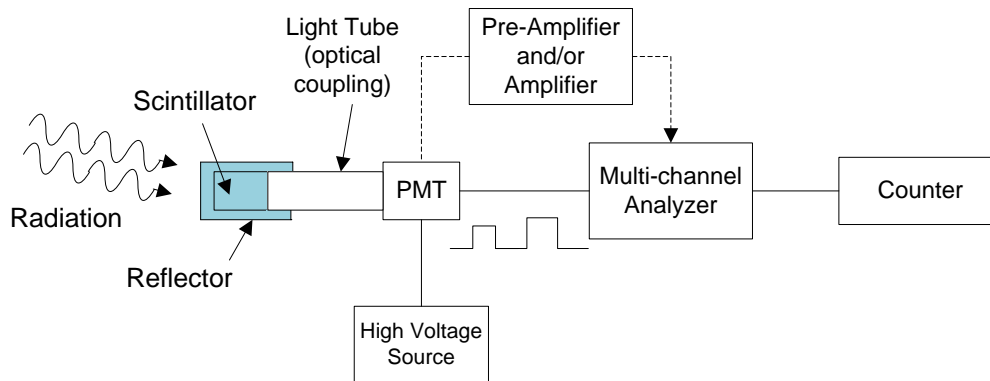 Light Tube
(optical
coupling)
Pre-Amplifier
and/or
Amplifier
Scintillator
Radiation
Reflector
PMT
Multi-channel
Analyzer
Counter
High Voltage
Source